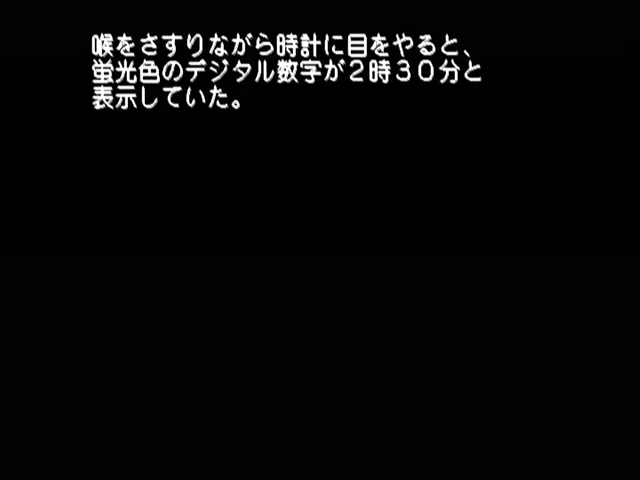 喉をさすりながら時計に目をやると、
蛍光色のデジタル数字が２時３０分と
表示していた。